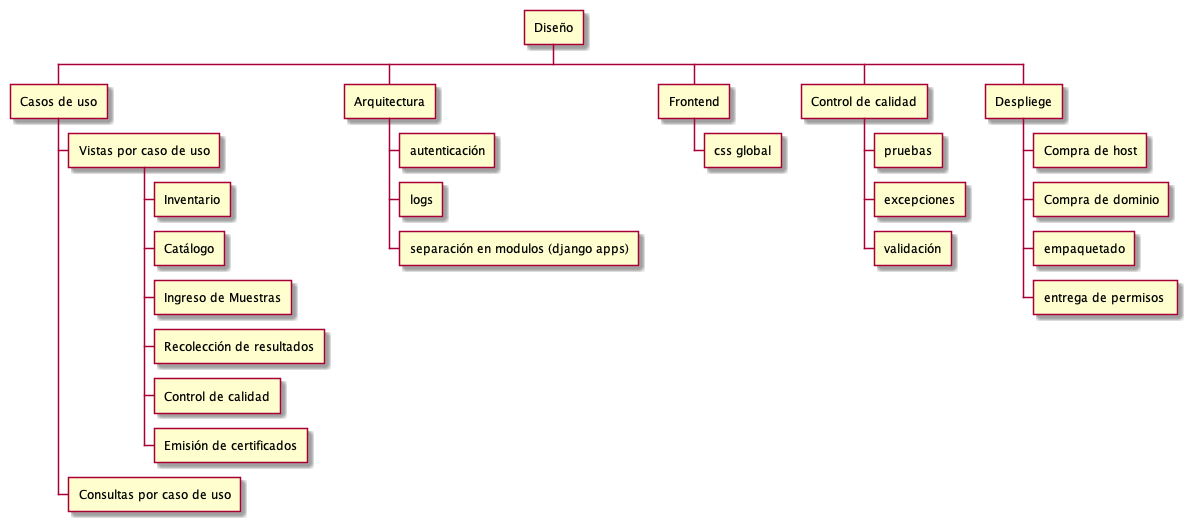 Diseño
Casos de uso
Vistas por caso de uso
Inventario
Catálogo
Ingreso de Muestras
Recolección de resultados
Control de calidad
Emisión de certificados
Consultas por caso de uso
Arquitectura
autenticación
logs
separación en modulos (django apps)
Frontend
css global
Control de calidad
pruebas
excepciones
validación
Despliege
Compra de host
Compra de dominio
empaquetado
entrega de permisos